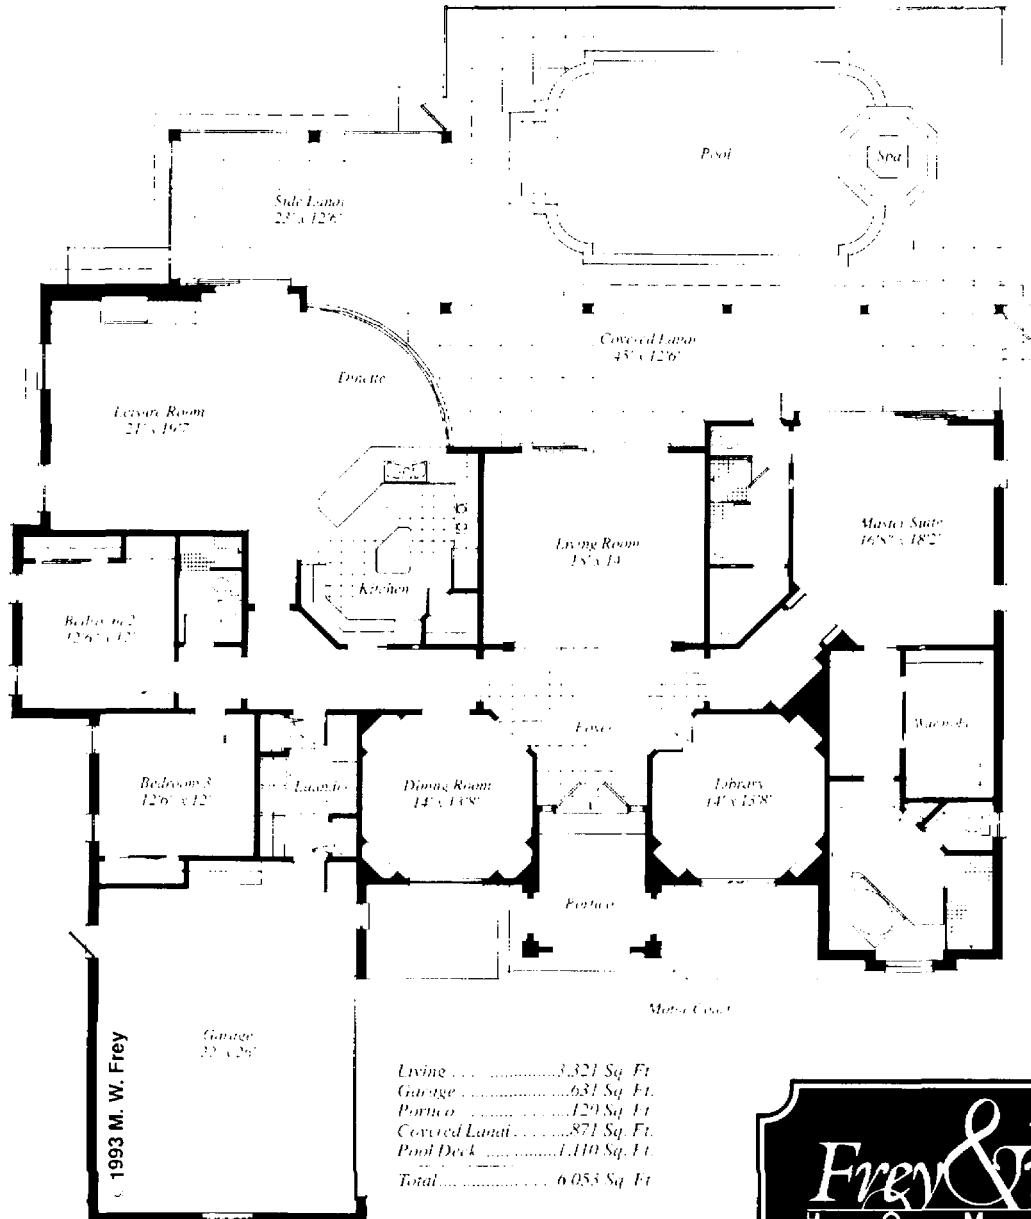 Pool
Spa
Side Lanai
23' x 12'6"
Covered Lanai
45' x 12'6"
Dinette
Leisure Room
21' x 19'7"
Master Suite
16'8" x 18'2"
Living Room
15' x 14'
Kitchen
Bedroom 2
12'6" x 12'
Foyer
Wardrobe
Bedroom 3
12'6" x 12'
Laundry
Dining Room
14' x 13'8"
Library
14' x 13'8"
Portico
Motor Court
Garage
22' x 26'
© 1993 M. W. Frey
Living ................3,321 Sq. Ft.
Garage ................631 Sq. Ft.
Portico ................129 Sq. Ft.
Covered Lanai ........871 Sq. Ft.
Pool Deck ............1,110 Sq. Ft.
Total................ 6,053 Sq. Ft.
Frey &
H O M